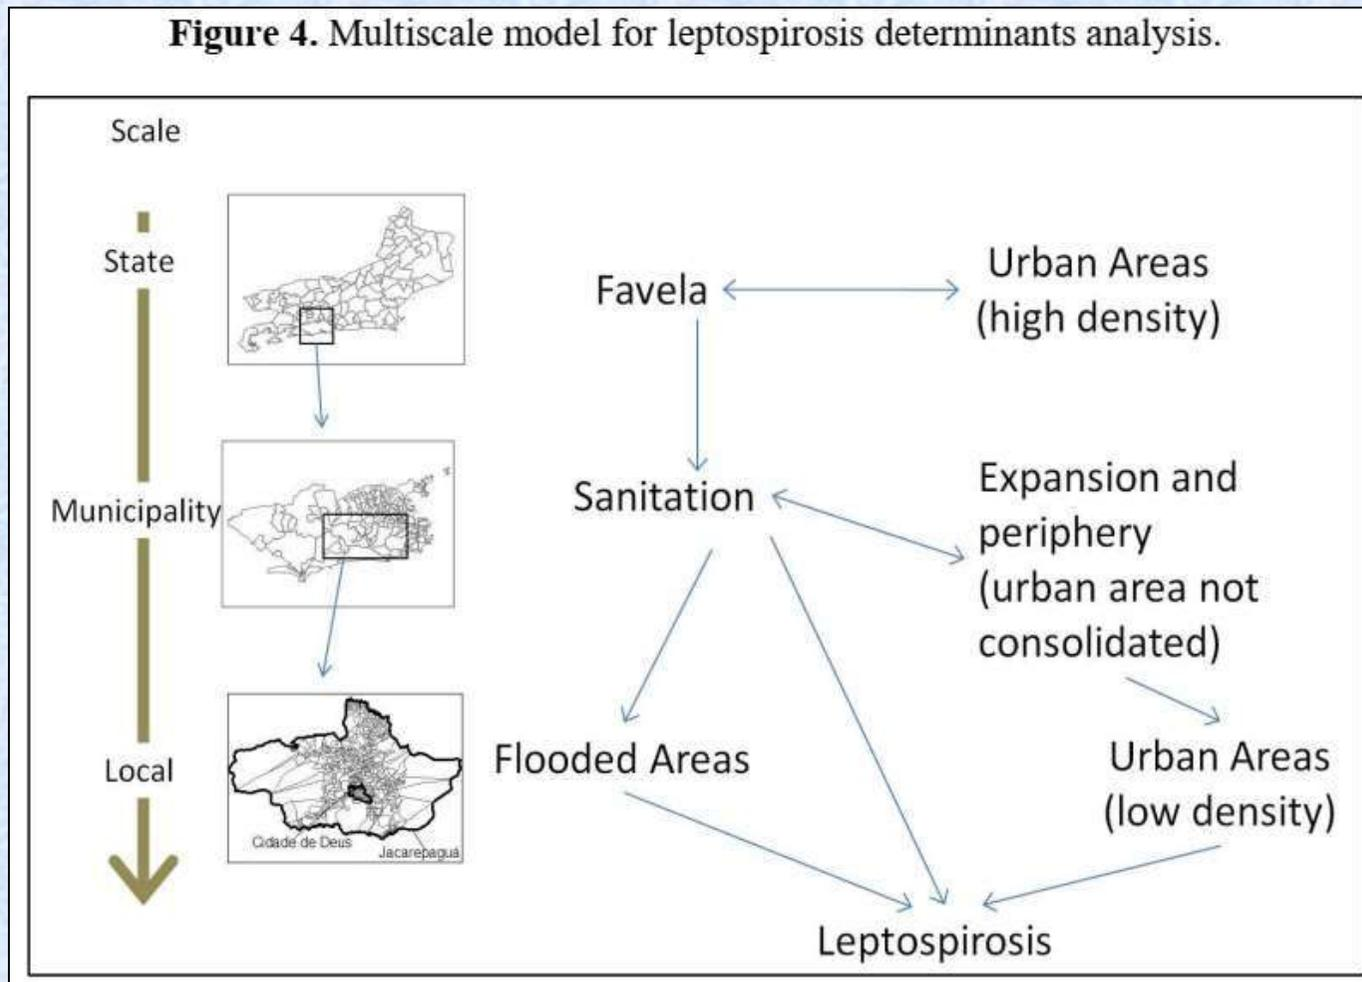 Figure 4. Multiscale model for leptospirosis determinants analysis.
Scale
State
Municipality
Local
Cidade de Deus
Jacarepaguá
Favela
Urban Areas
(high density)
Sanitation
Expansion and
periphery
(urban area not
consolidated)
Flooded Areas
Urban Areas
(low density)
Leptospirosis